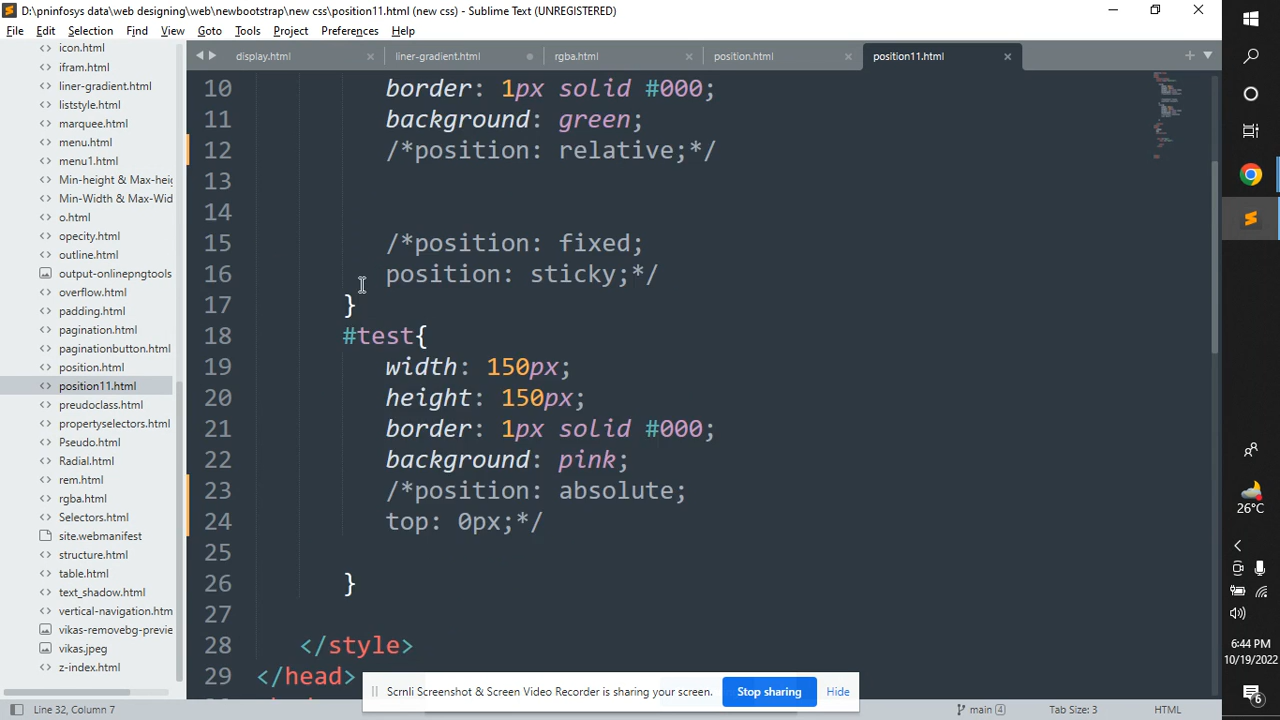 D:\pninfosys data\web designing\web\newbootstrap\new css\position11.html (new css) - Sublime Text (UNREGISTERED)
File Edit Selection Find View Goto Tools Project Preferences Help
display.html liner-gradient.html rgba.html position.html position11.html
icon.html
ifram.html
liner-gradient.html
liststyle.html
marquee.html
menu.html
menu1.html
Min-height & Max-hei
Min-Width & Max-Wid
o.html
opecity.html
outline.html
output-onlinepngtools
overflow.html
padding.html
pagination.html
paginationbutton.html
position.html
position11.html
preudoclass.html
propertyselectors.html
Pseudo.html
Radial.html
rem.html
rgba.html
Selectors.html
site.webmanifest
structure.html
table.html
text_shadow.html
vertical-navigation.htm
vikas-removebg-previe
vikas.jpeg
z-index.html
10 border: 1px solid #000;
11 background: green;
12 /*position: relative;*/
13
14
15 /*position: fixed;
16 position: sticky;*/
17 }
18 #test{
19 width: 150px;
20 height: 150px;
21 border: 1px solid #000;
22 background: pink;
23 /*position: absolute;
24 top: 0px;*/
25
26 }
27
28 </style>
29 </head>
Scrnli Screenshot & Screen Video Recorder is sharing your screen. Stop sharing Hide
Line 32, Column 7 main 4 Tab Size: 3 HTML
26°C
6:44 PM
10/19/2022
6